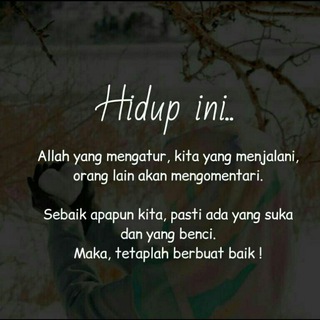 Hidup ini..
Allah yang mengatur, kita yang menjalani,
orang lain akan mengomentari.
Sebaik apapun kita, pasti ada yang suka
dan yang benci.
Maka, tetaplah berbuat baik !